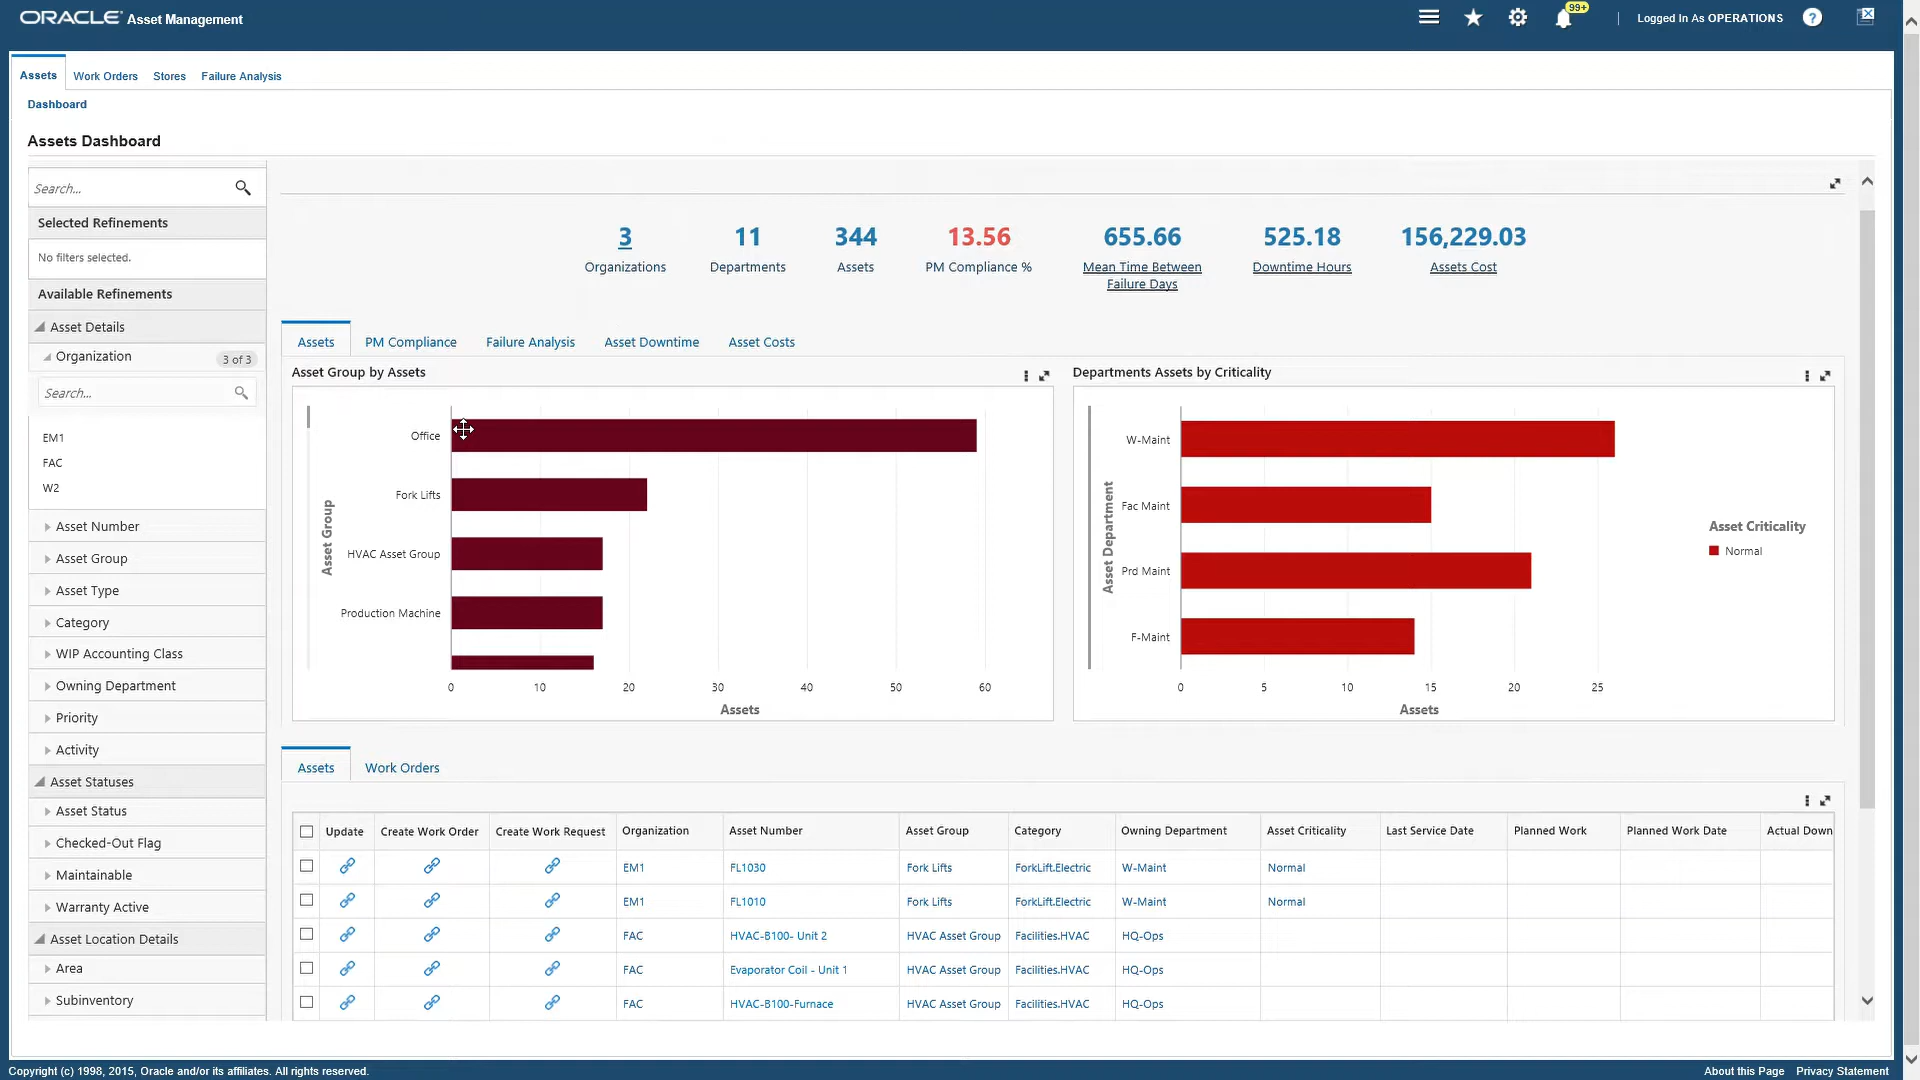 ORACLE Asset Management
99+
Logged In As OPERATIONS
?
Assets
Work Orders
Stores
Failure Analysis
Dashboard
Assets Dashboard
Search...
Selected Refinements
No filters selected.
Available Refinements
Asset Details
Organization
3 of 3
Search...
EM1
FAC
W2
Asset Number
Asset Group
Asset Type
Category
WIP Accounting Class
Owning Department
Priority
Activity
Asset Statuses
Asset Status
Checked-Out Flag
Maintainable
Warranty Active
Asset Location Details
Area
Subinventory
3
Organizations
11
Departments
344
Assets
13.56
PM Compliance %
655.66
Mean Time Between
Failure Days
525.18
Downtime Hours
156,229.03
Assets Cost
Assets
PM Compliance
Failure Analysis
Asset Downtime
Asset Costs
Asset Group by Assets
Asset Group
Office
Fork Lifts
HVAC Asset Group
Production Machine
0 10 20 30 40 50 60
Assets
Departments Assets by Criticality
Asset Department
W-Maint
Fac Maint
Prd Maint
F-Maint
0 5 10 15 20 25
Assets
Asset Criticality
Normal
Assets
Work Orders
Update Create Work Order Create Work Request Organization Asset Number Asset Group Category Owning Department Asset Criticality Last Service Date Planned Work Planned Work Date Actual Down
EM1 FL1030 Fork Lifts ForkLift.Electric W-Maint Normal
EM1 FL1010 Fork Lifts ForkLift.Electric W-Maint Normal
FAC HVAC-B100- Unit 2 HVAC Asset Group Facilities.HVAC HQ-Ops
FAC Evaporator Coil - Unit 1 HVAC Asset Group Facilities.HVAC HQ-Ops
FAC HVAC-B100-Furnace HVAC Asset Group Facilities.HVAC HQ-Ops
Copyright (c) 1998, 2015, Oracle and/or its affiliates. All rights reserved.
About this Page Privacy Statement